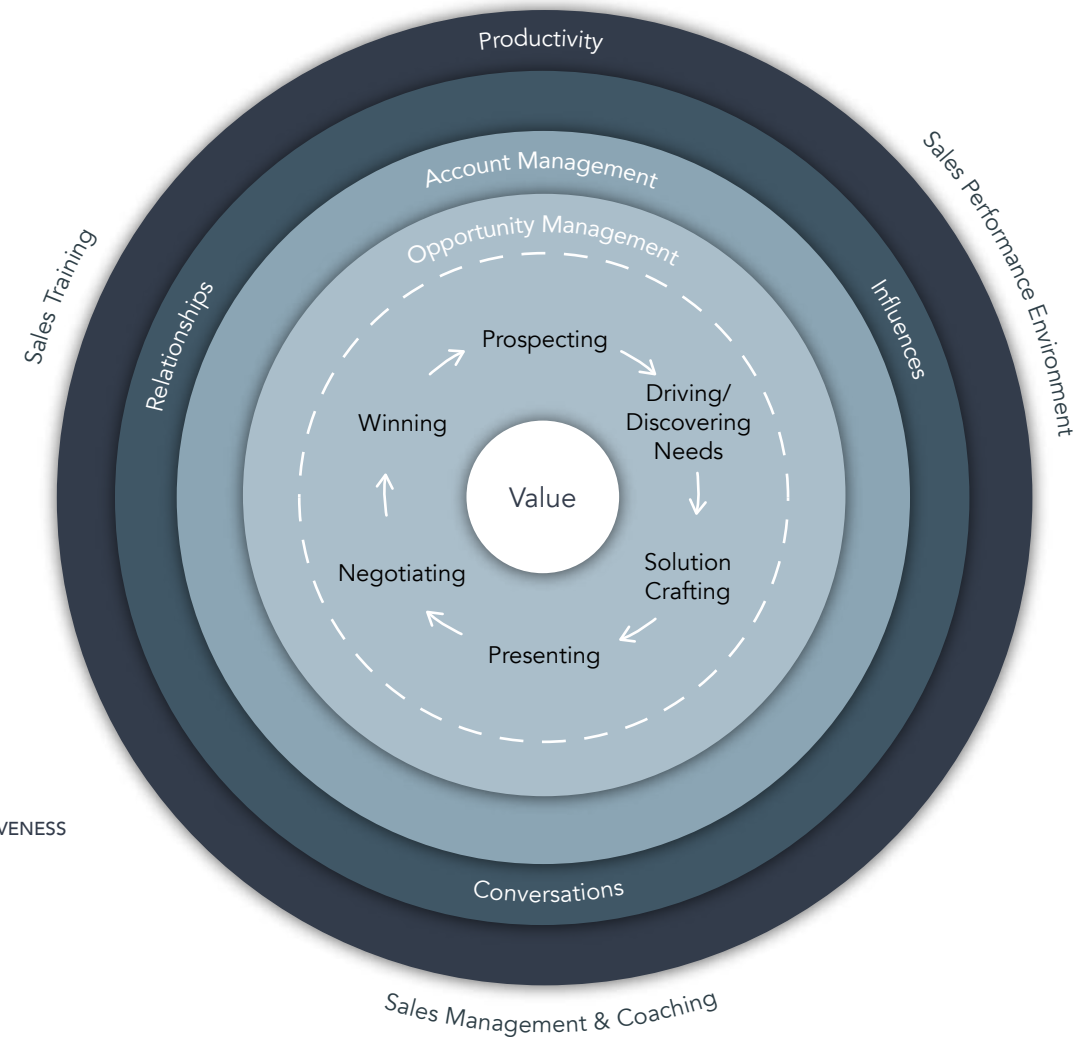 Productivity
Sales Performance Environment
Account Management
Opportunity Management
Sales Training
Relationships
Influences
Prospecting
Driving/
Discovering
Needs
Winning
Value
Solution
Crafting
Negotiating
Presenting
Conversations
Sales Management & Coaching